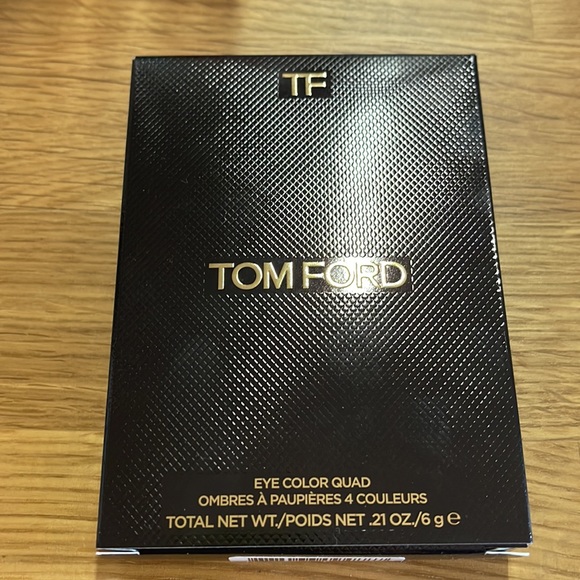 TF
TOM FORD
EYE COLOR QUAD
OMBRES À PAUPIÈRES 4 COULEURS
TOTAL NET WT./POIDS NET .21 OZ./6 g ℮